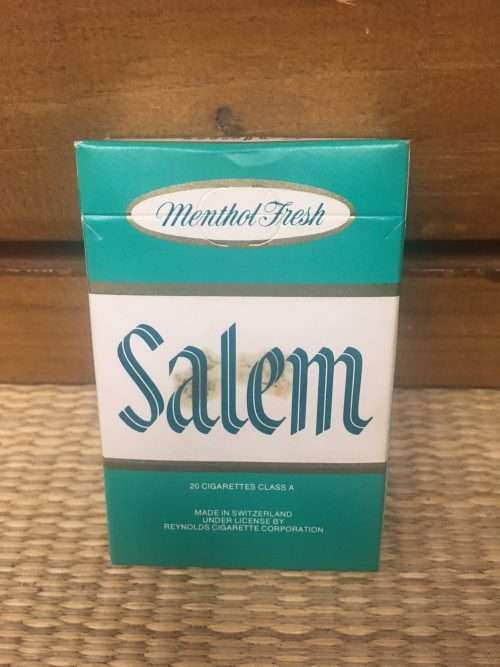 Menthol Fresh
Salem
20 CIGARETTES CLASS A
MADE IN SWITZERLAND
UNDER LICENSE BY
REYNOLDS CIGARETTE CORPORATION